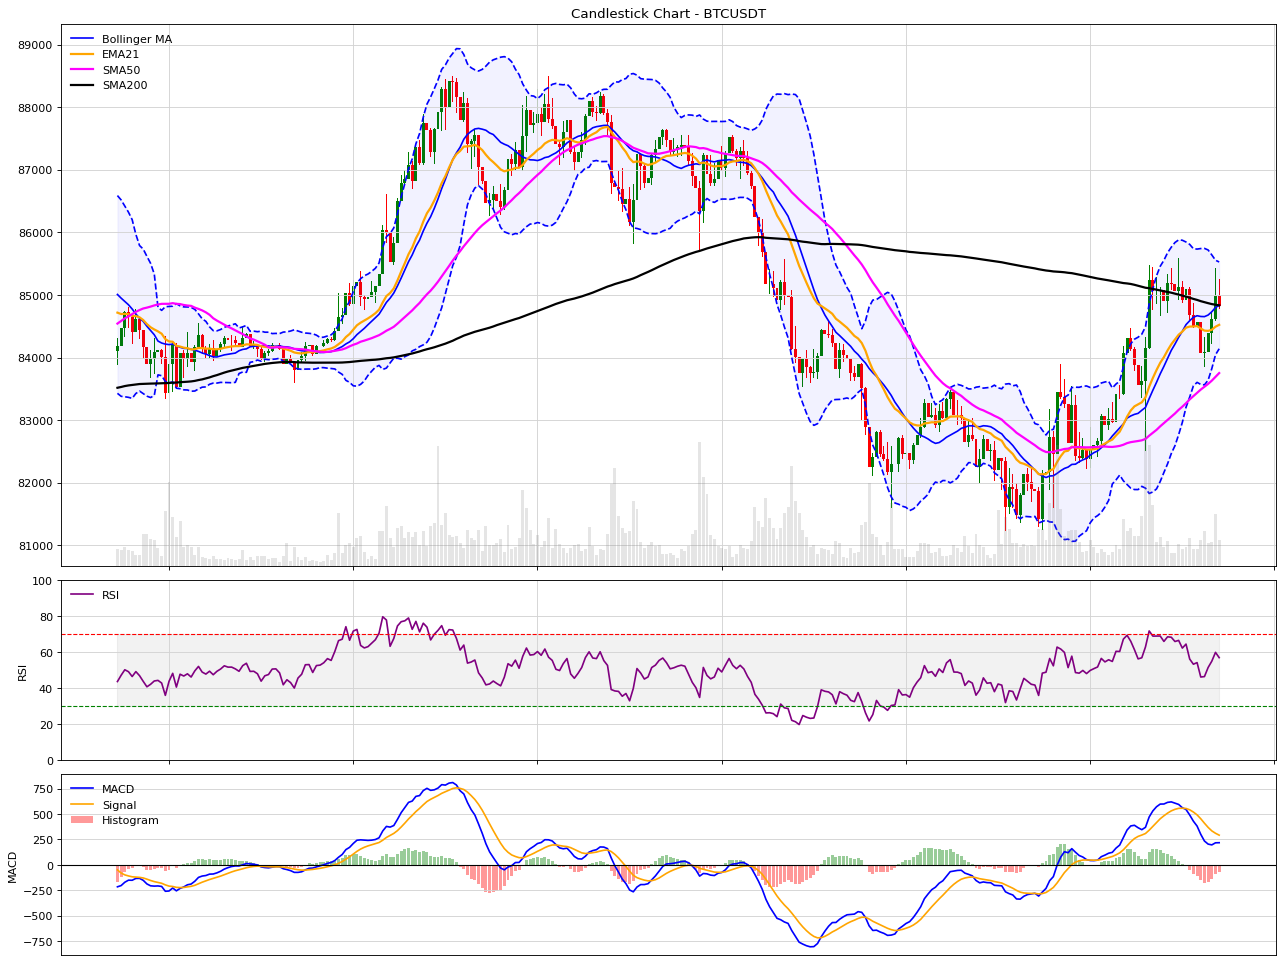 Candlestick Chart - BTCUSDT
Bollinger MA
EMA21
SMA50
SMA200
89000
88000
87000
86000
85000
84000
83000
82000
81000
RSI
100
80
60
40
20
0
RSI
MACD
Signal
Histogram
750
500
250
0
−250
−500
−750
MACD